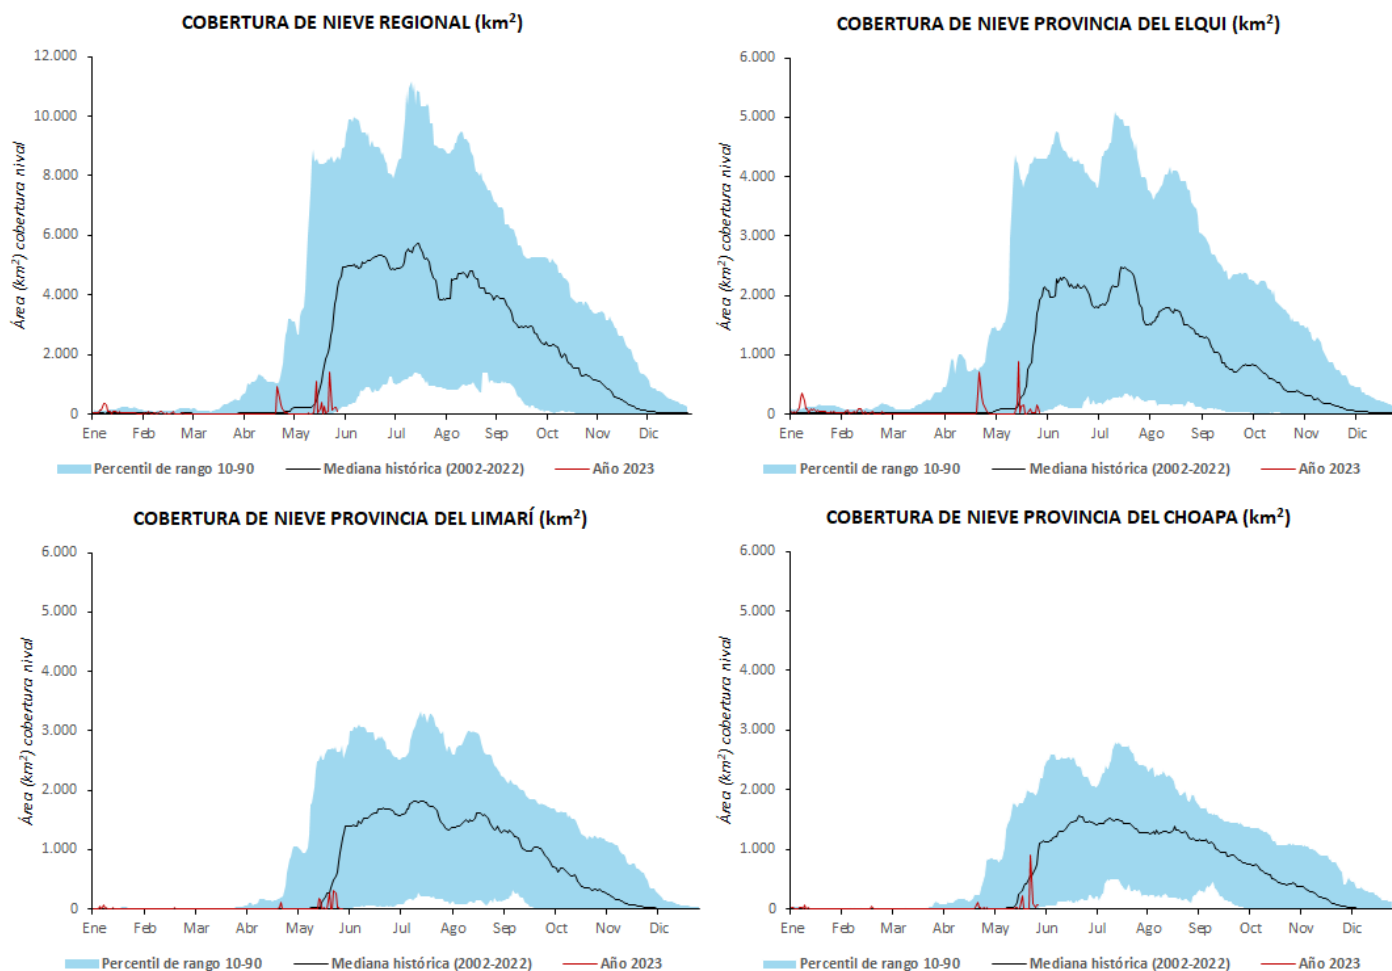 COBERTURA DE NIEVE REGIONAL (km²)
Área (km²) cobertura nival
12.000
10.000
8.000
6.000
4.000
2.000
0
Ene Feb Mar Abr May Jun Jul Ago Sep Oct Nov Dic
Percentil de rango 10-90 Mediana histórica (2002-2022) Año 2023
COBERTURA DE NIEVE PROVINCIA DEL ELQUI (km²)
Área (km²) cobertura nival
6.000
5.000
4.000
3.000
2.000
1.000
0
Ene Feb Mar Abr May Jun Jul Ago Sep Oct Nov Dic
Percentil de rango 10-90 Mediana histórica (2002-2022) Año 2023
COBERTURA DE NIEVE PROVINCIA DEL LIMARÍ (km²)
Área (km²) cobertura nival
6.000
5.000
4.000
3.000
2.000
1.000
0
Ene Feb Mar Abr May Jun Jul Ago Sep Oct Nov Dic
Percentil de rango 10-90 Mediana histórica (2002-2022) Año 2023
COBERTURA DE NIEVE PROVINCIA DEL CHOAPA (km²)
Área (km²) cobertura nival
6.000
5.000
4.000
3.000
2.000
1.000
0
Ene Feb Mar Abr May Jun Jul Ago Sep Oct Nov Dic
Percentil de rango 10-90 Mediana histórica (2002-2022) Año 2023